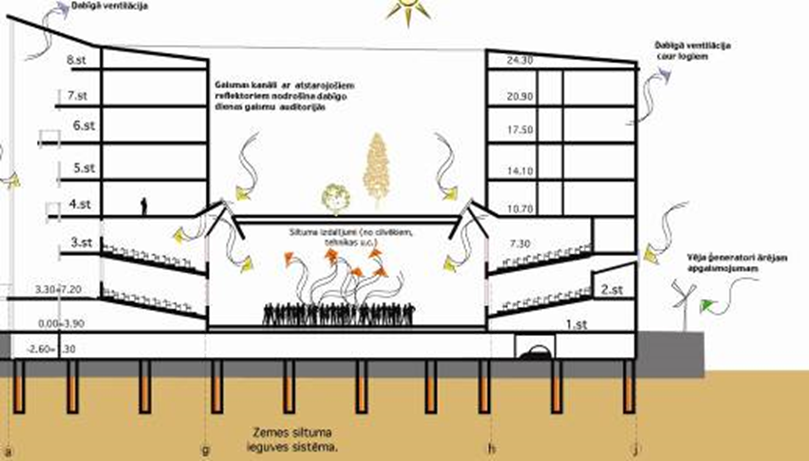 Dabīgā ventilācija
Dabīgā ventilācija
caur logiem
8.st
24.30
Gaismas kanāli ar atstarojošiem
reflektoriem nodrošina dabīgo
dienas gaismu auditorijās
7.st
20.90
6.st
17.50
5.st
14.10
4.st
10.70
Siltuma izdalījumi (no cilvēkiem,
tehnikas u.c.)
3.st
7.30
Vēja ģeneratori ārējam
apgaismojumam
3.30 7.20
2.st
0.00 3.90
1.st
-2.60 .30
Zemes siltuma
ieguves sistēma.
a
g
h
j